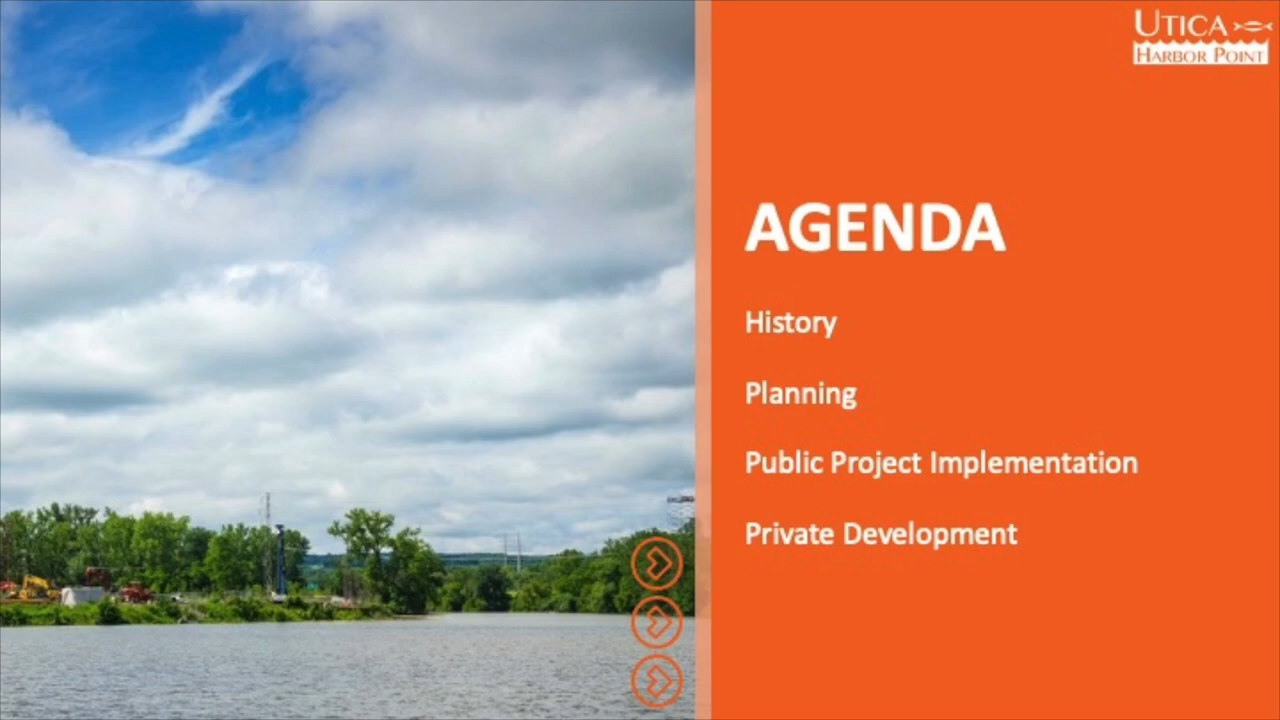 UTICA
HARBOR POINT
AGENDA
History
Planning
Public Project Implementation
Private Development